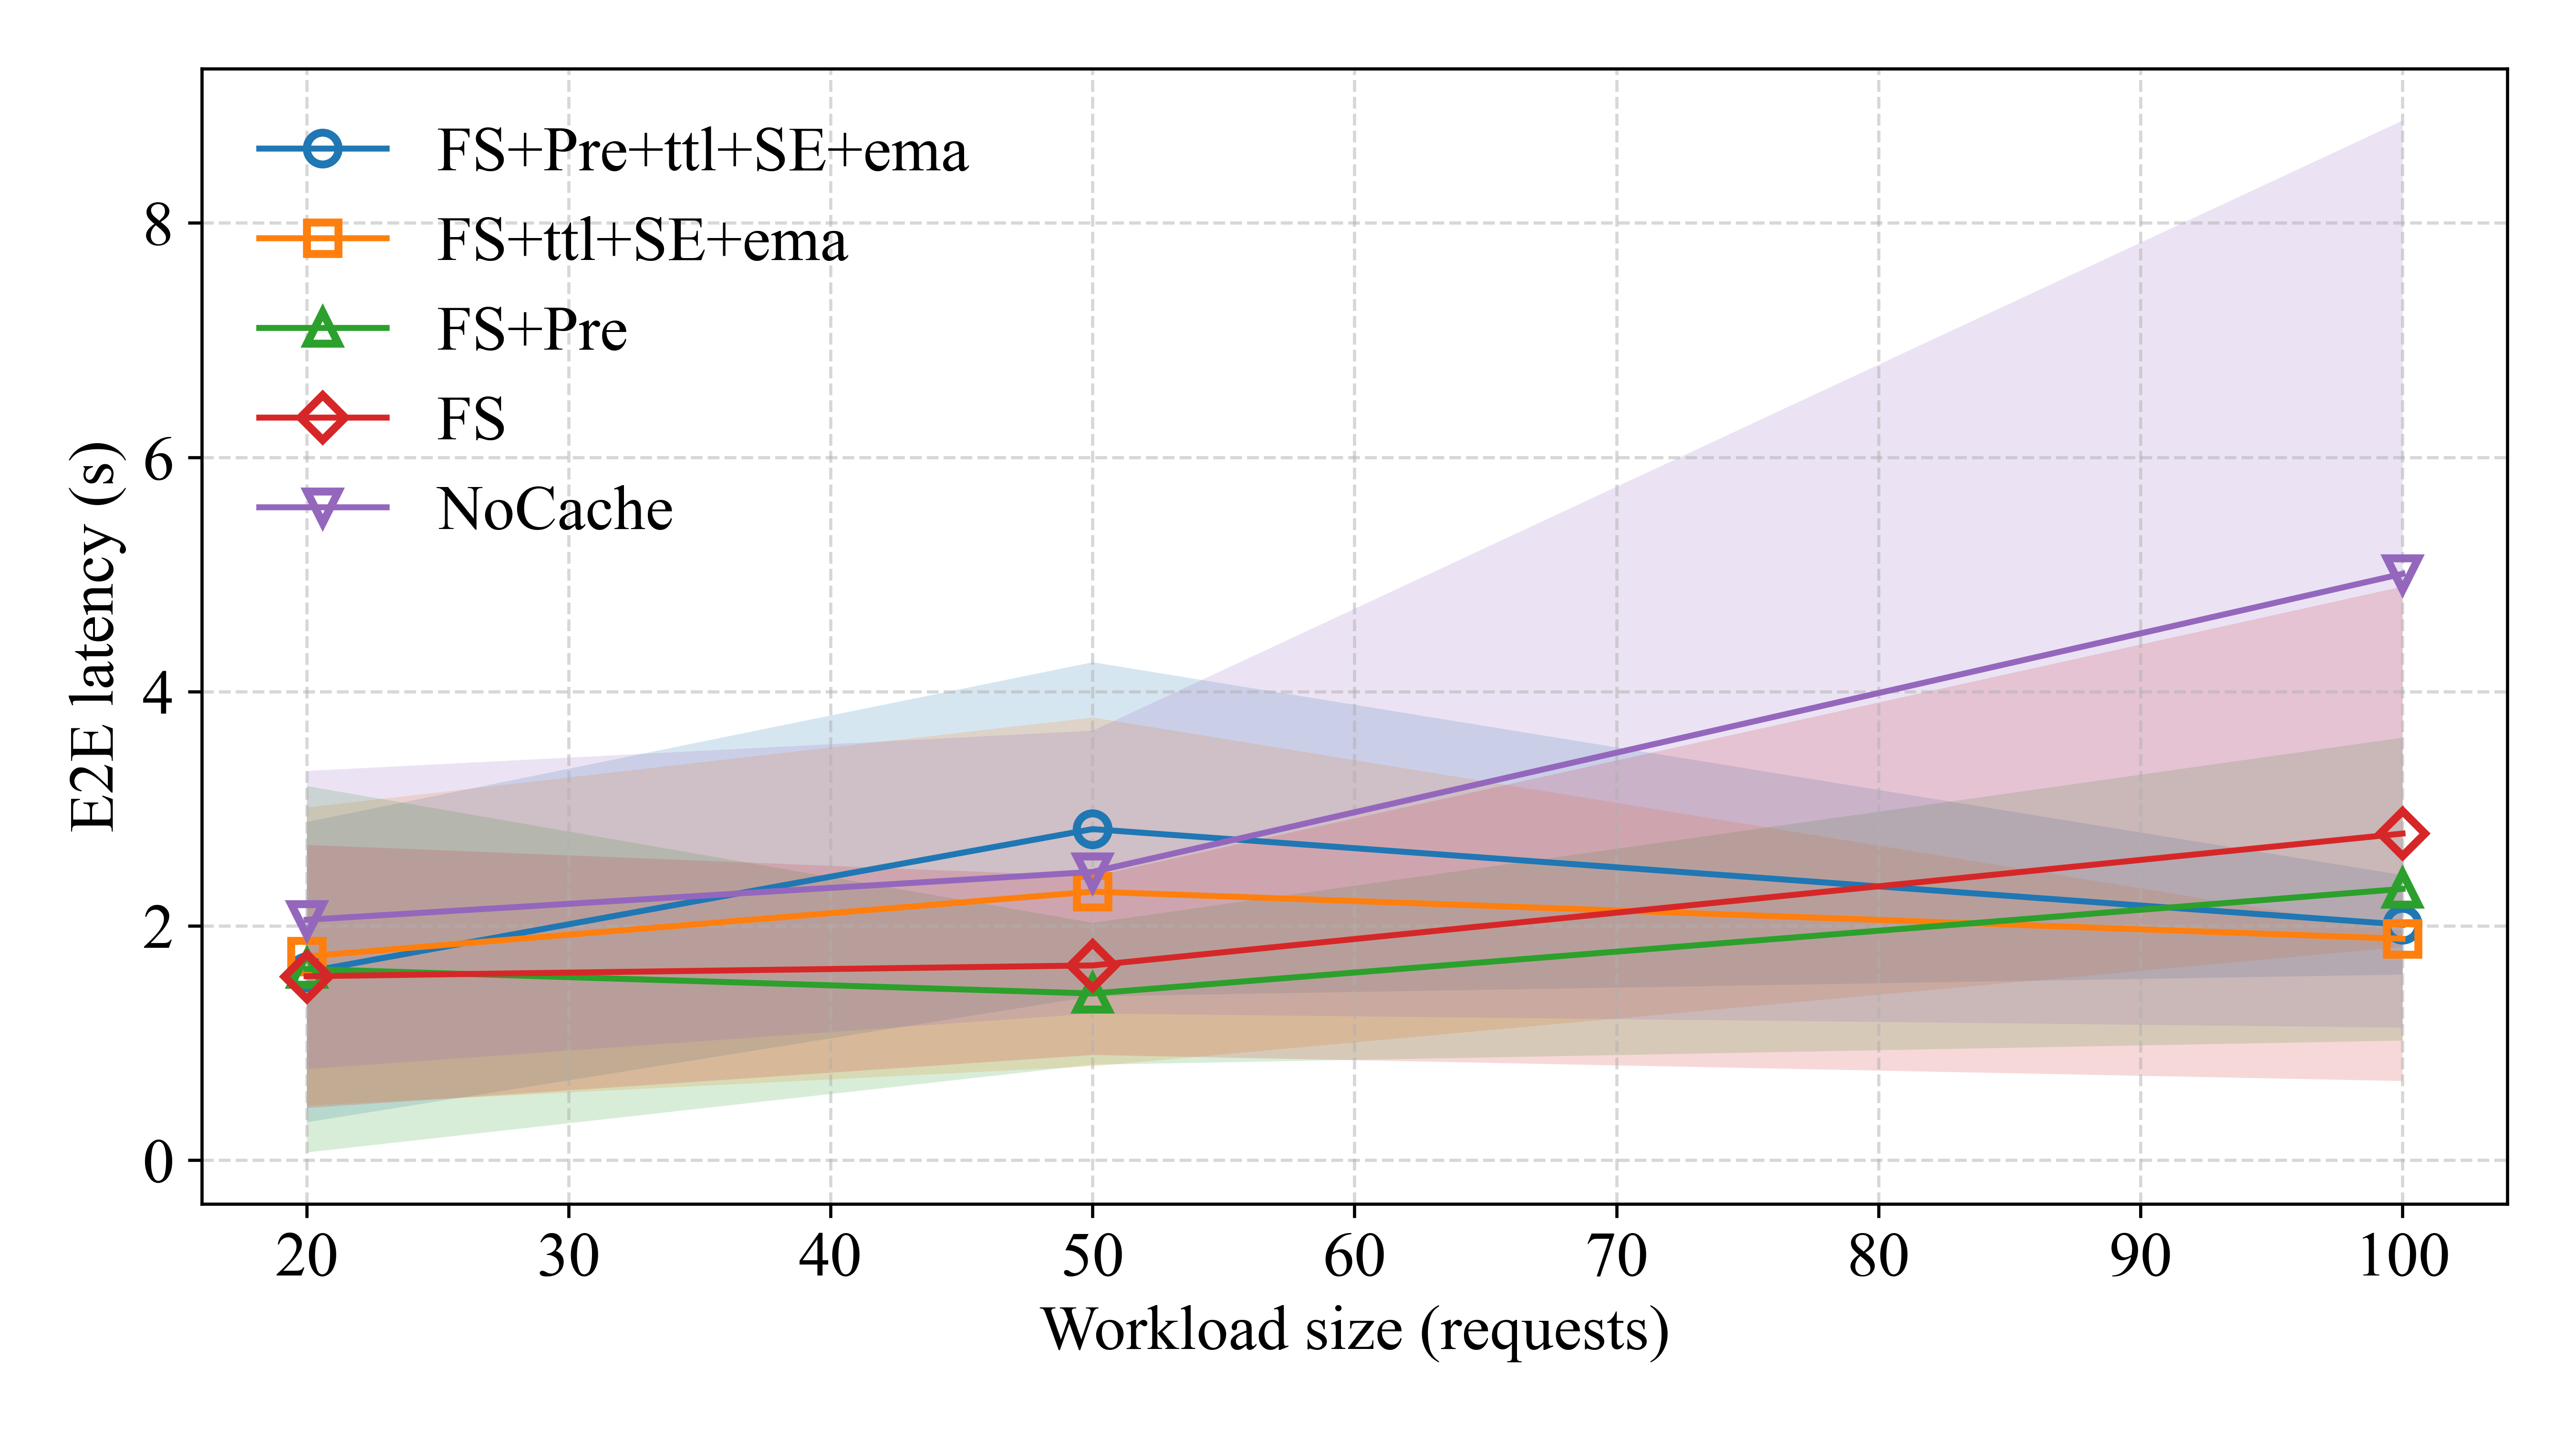 FS+Pre+ttl+SE+ema
FS+ttl+SE+ema
FS+Pre
FS
NoCache
E2E latency (s)
8
6
4
2
0
20 30 40 50 60 70 80 90 100
Workload size (requests)